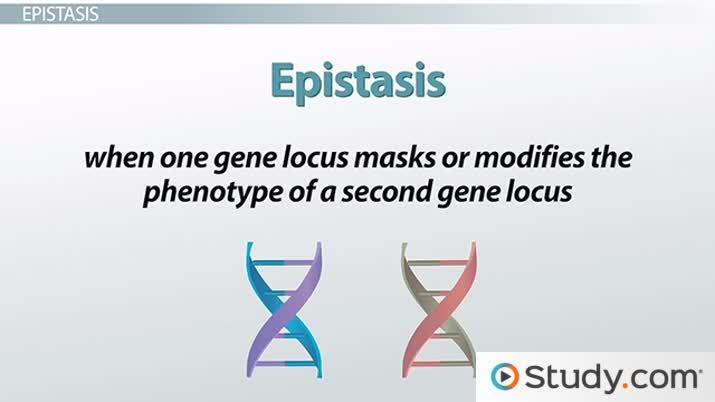 EPISTASIS
Epistasis
when one gene locus masks or modifies the
phenotype of a second gene locus
Study.com